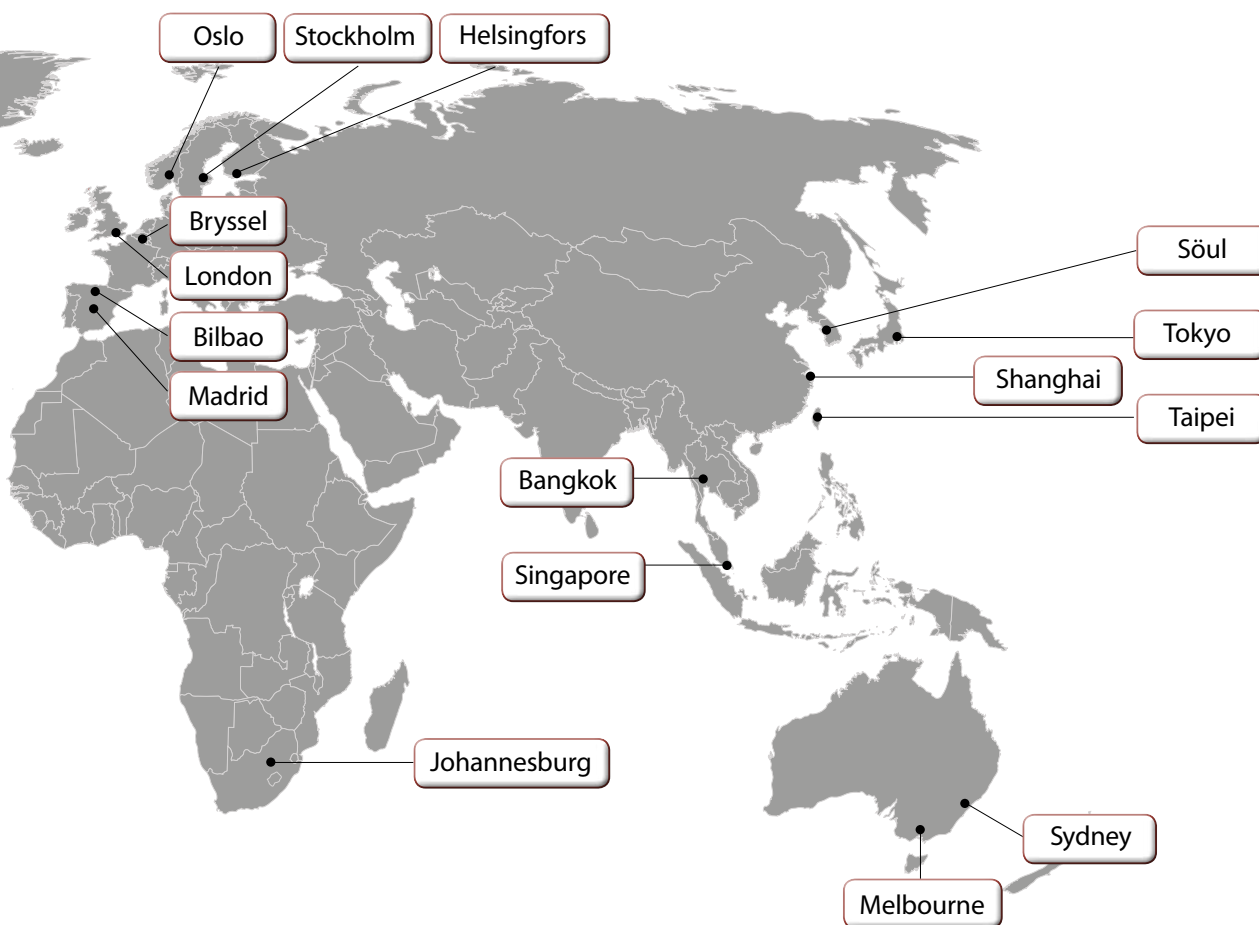 Oslo
Stockholm
Helsingfors
Bryssel
London
Bilbao
Madrid
Söul
Tokyo
Shanghai
Taipei
Bangkok
Singapore
Johannesburg
Sydney
Melbourne